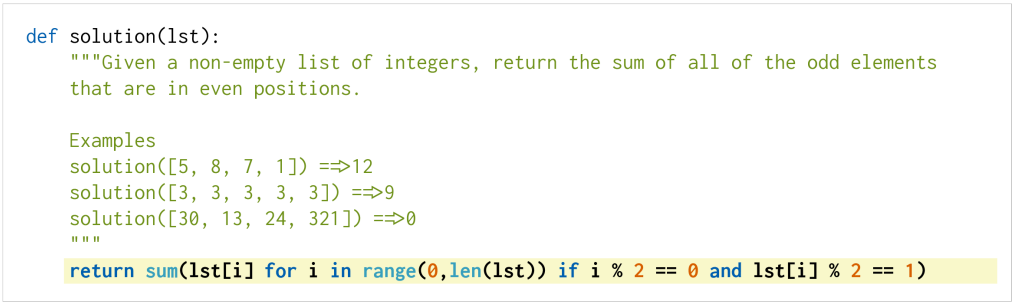 def solution(lst):
    """Given a non-empty list of integers, return the sum of all of the odd elements
    that are in even positions.

    Examples
    solution([5, 8, 7, 1]) ==>12
    solution([3, 3, 3, 3, 3]) ==>9
    solution([30, 13, 24, 321]) ==>0
    """
    return sum(lst[i] for i in range(0,len(lst)) if i % 2 == 0 and lst[i] % 2 == 1)